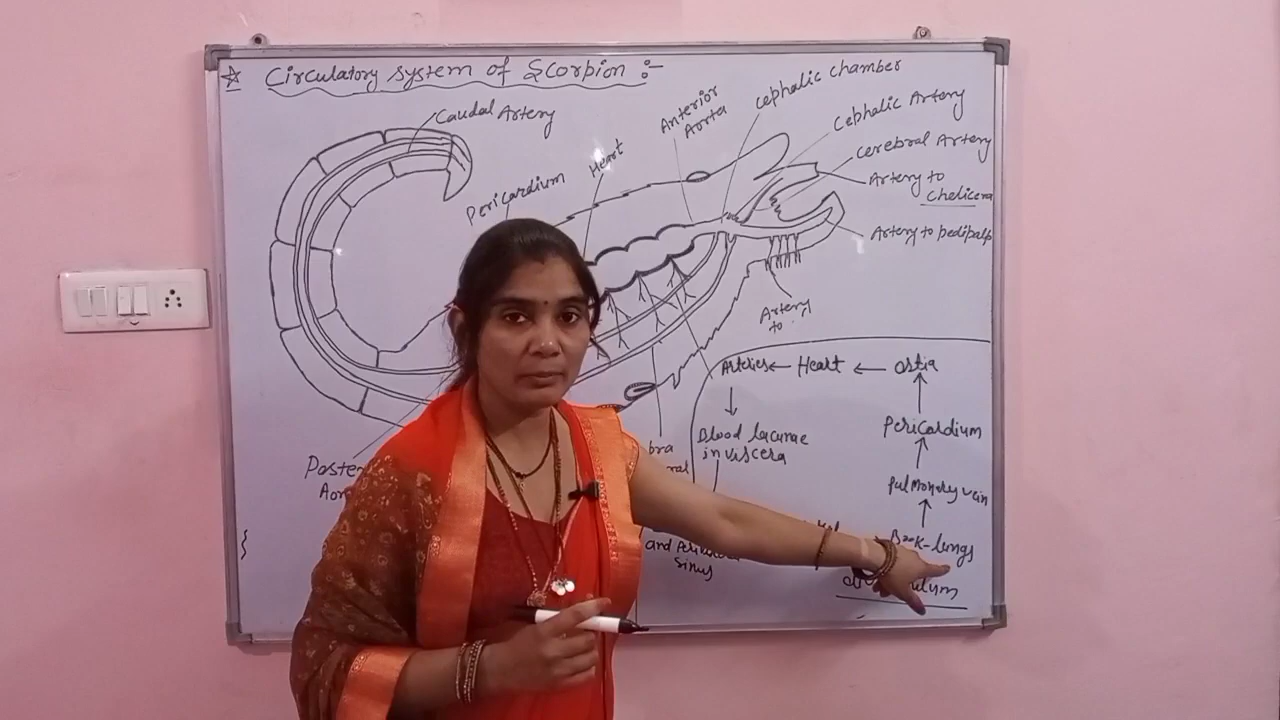 ☆ Circulatory system of Scorpion :-
Caudal Artery
Pericardium
Heart
Anterior
Aorta
Cephalic chamber
Cephalic Artery
Cerebral Artery
Artery to
Chelicera
Artery to pedipalp
Artery
to
Arteries ← Heart ← Ostia
Blood lacunae
in viscera
Pericardium
Pulmonary vein
Book-lungs
and
Sinus